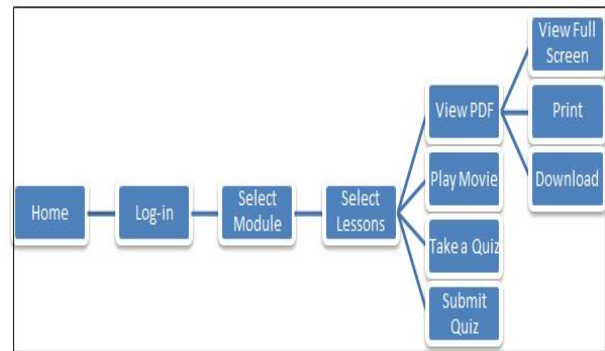 Home
Log-in
Select
Module
Select
Lessons
View PDF
Play Movie
Take a Quiz
Submit
Quiz
View Full
Screen
Print
Download